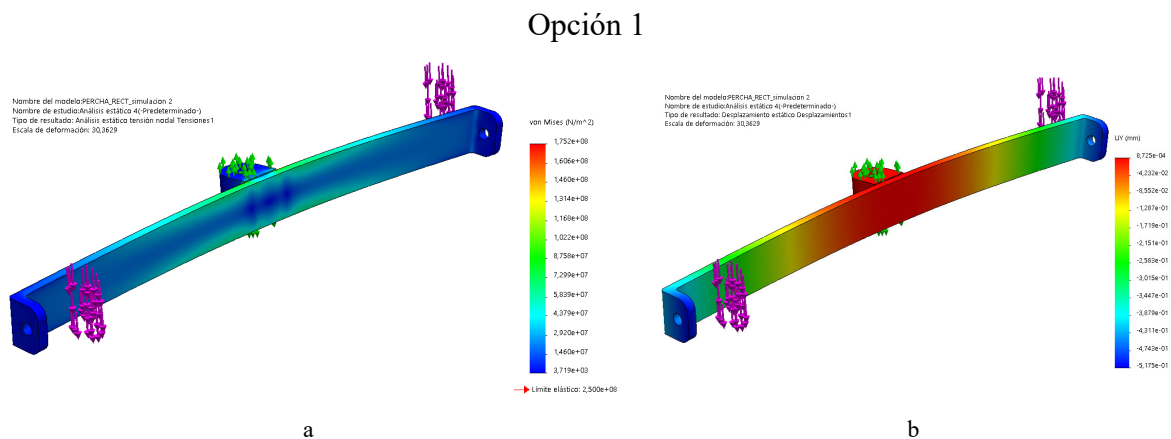 Opción 1
Nombre del modelo:PERCHA_RECT_simulacion 2
Nombre de estudio:Análisis estático 4(-Predeterminado-)
Tipo de resultado: Análisis estático tensión nodal Tensiones1
Escala de deformación: 30,3629
von Mises (N/m^2)
1,752e+08
1,606e+08
1,460e+08
1,314e+08
1,168e+08
1,022e+08
8,758e+07
7,299e+07
5,839e+07
4,379e+07
2,920e+07
1,460e+07
3,719e+03
Límite elástico: 2,500e+08
a
Nombre del modelo:PERCHA_RECT_simulacion 2
Nombre de estudio:Análisis estático 4(-Predeterminado-)
Tipo de resultado: Desplazamiento estático Desplazamientos1
Escala de deformación: 30,3629
UY (mm)
8,725e-04
-4,232e-02
-8,552e-02
-1,287e-01
-1,719e-01
-2,151e-01
-2,583e-01
-3,015e-01
-3,447e-01
-3,879e-01
-4,311e-01
-4,743e-01
-5,175e-01
b